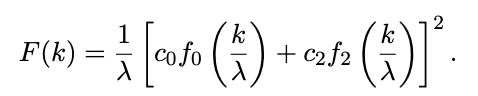 F(k) = \frac{1}{\lambda} \left[ c_0 f_0 \left( \frac{k}{\lambda} \right) + c_2 f_2 \left( \frac{k}{\lambda} \right) \right]^2 .